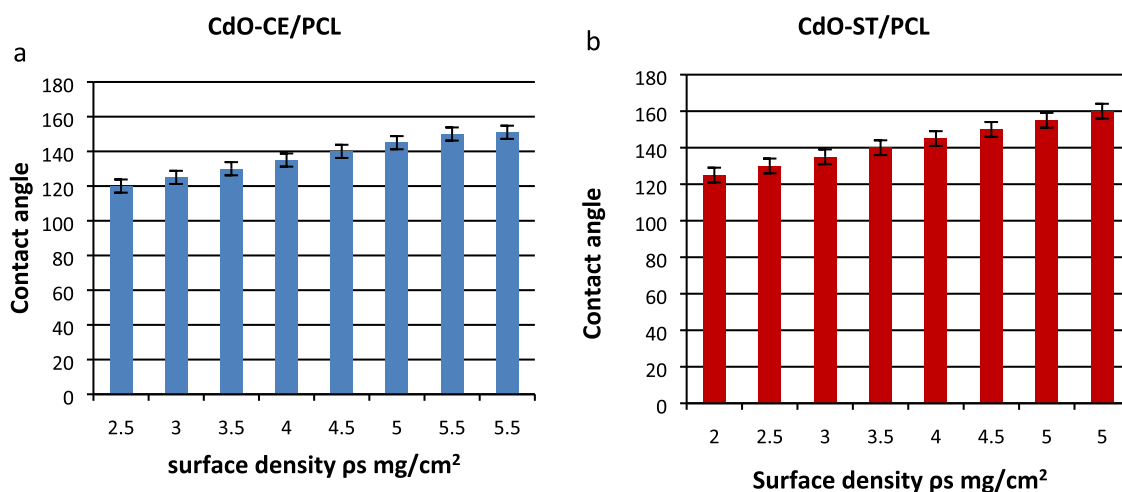 CdO-CE/PCL
a
Contact angle
180
160
140
120
100
80
60
40
20
0
2.5 3 3.5 4 4.5 5 5.5 5.5
surface density ρs mg/cm²
CdO-ST/PCL
b
Contact angle
180
160
140
120
100
80
60
40
20
0
2 2.5 3 3.5 4 4.5 5 5
Surface density ρs mg/cm²